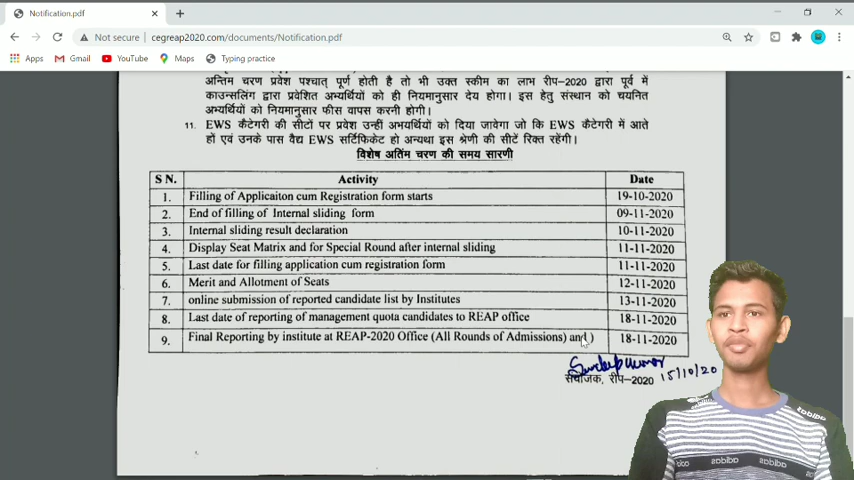 Notification.pdf
Not secure | cegreap2020.com/documents/Notification.pdf
Apps Gmail YouTube Maps Typing practice
अन्तिम चरण प्रवेश पश्चात् पूर्ण होती है तो भी उक्त स्कीम का लाभ रीप–2020 द्वारा पूर्व में
काउन्सलिंग द्वारा प्रवेशित अभ्यर्थियों को ही नियमानुसार देय होगा। इस हेतु संस्थान को चयनित
अभ्यर्थियों को नियमानुसार फीस वापस करनी होगी।
11. EWS कैटेगरी की सीटों पर प्रवेश उन्हीं अभयर्थियों को दिया जावेगा जो कि EWS कैटेगरी में आते
हों एवं उनके पास वैद्य EWS सर्टिफिकेट हो अन्यथा इस श्रेणी की सीटें रिक्त रहेंगी।
विशेष अंतिम चरण की समय सारणी
S N. Activity Date
1. Filling of Applicaiton cum Registration form starts 19-10-2020
2. End of filling of Internal sliding form 09-11-2020
3. Internal sliding result declaration 10-11-2020
4. Display Seat Matrix and for Special Round after internal sliding 11-11-2020
5. Last date for filling application cum registration form 11-11-2020
6. Merit and Allotment of Seats 12-11-2020
7. online submission of reported candidate list by Institutes 13-11-2020
8. Last date of reporting of management quota candidates to REAP office 18-11-2020
9. Final Reporting by institute at REAP-2020 Office (All Rounds of Admissions) and ) 18-11-2020
संयोजक, रीप–2020 15/10/20
adidas adidas adidas